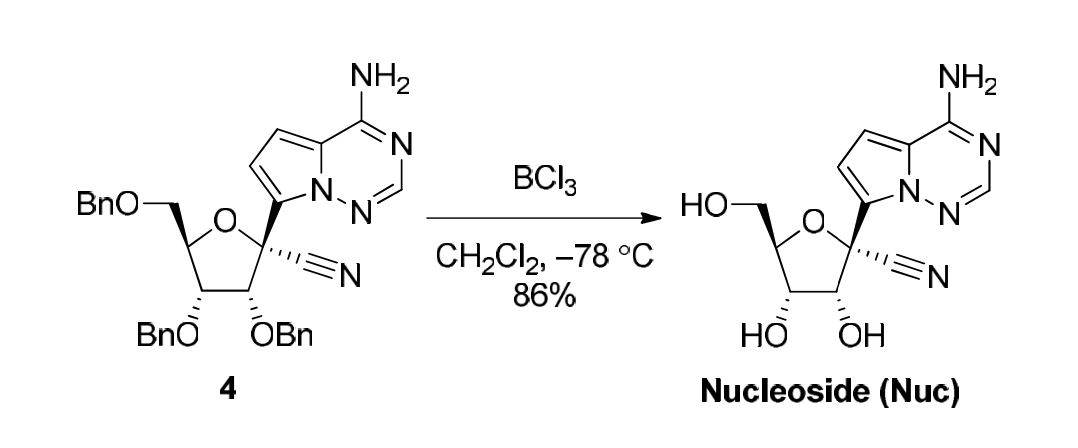 NH₂
N
N
N
BnO
O
N
BnO
OBn
4
BCl₃
CH₂Cl₂, –78 °C
86%
NH₂
N
N
N
HO
O
N
HO
OH
Nucleoside (Nuc)